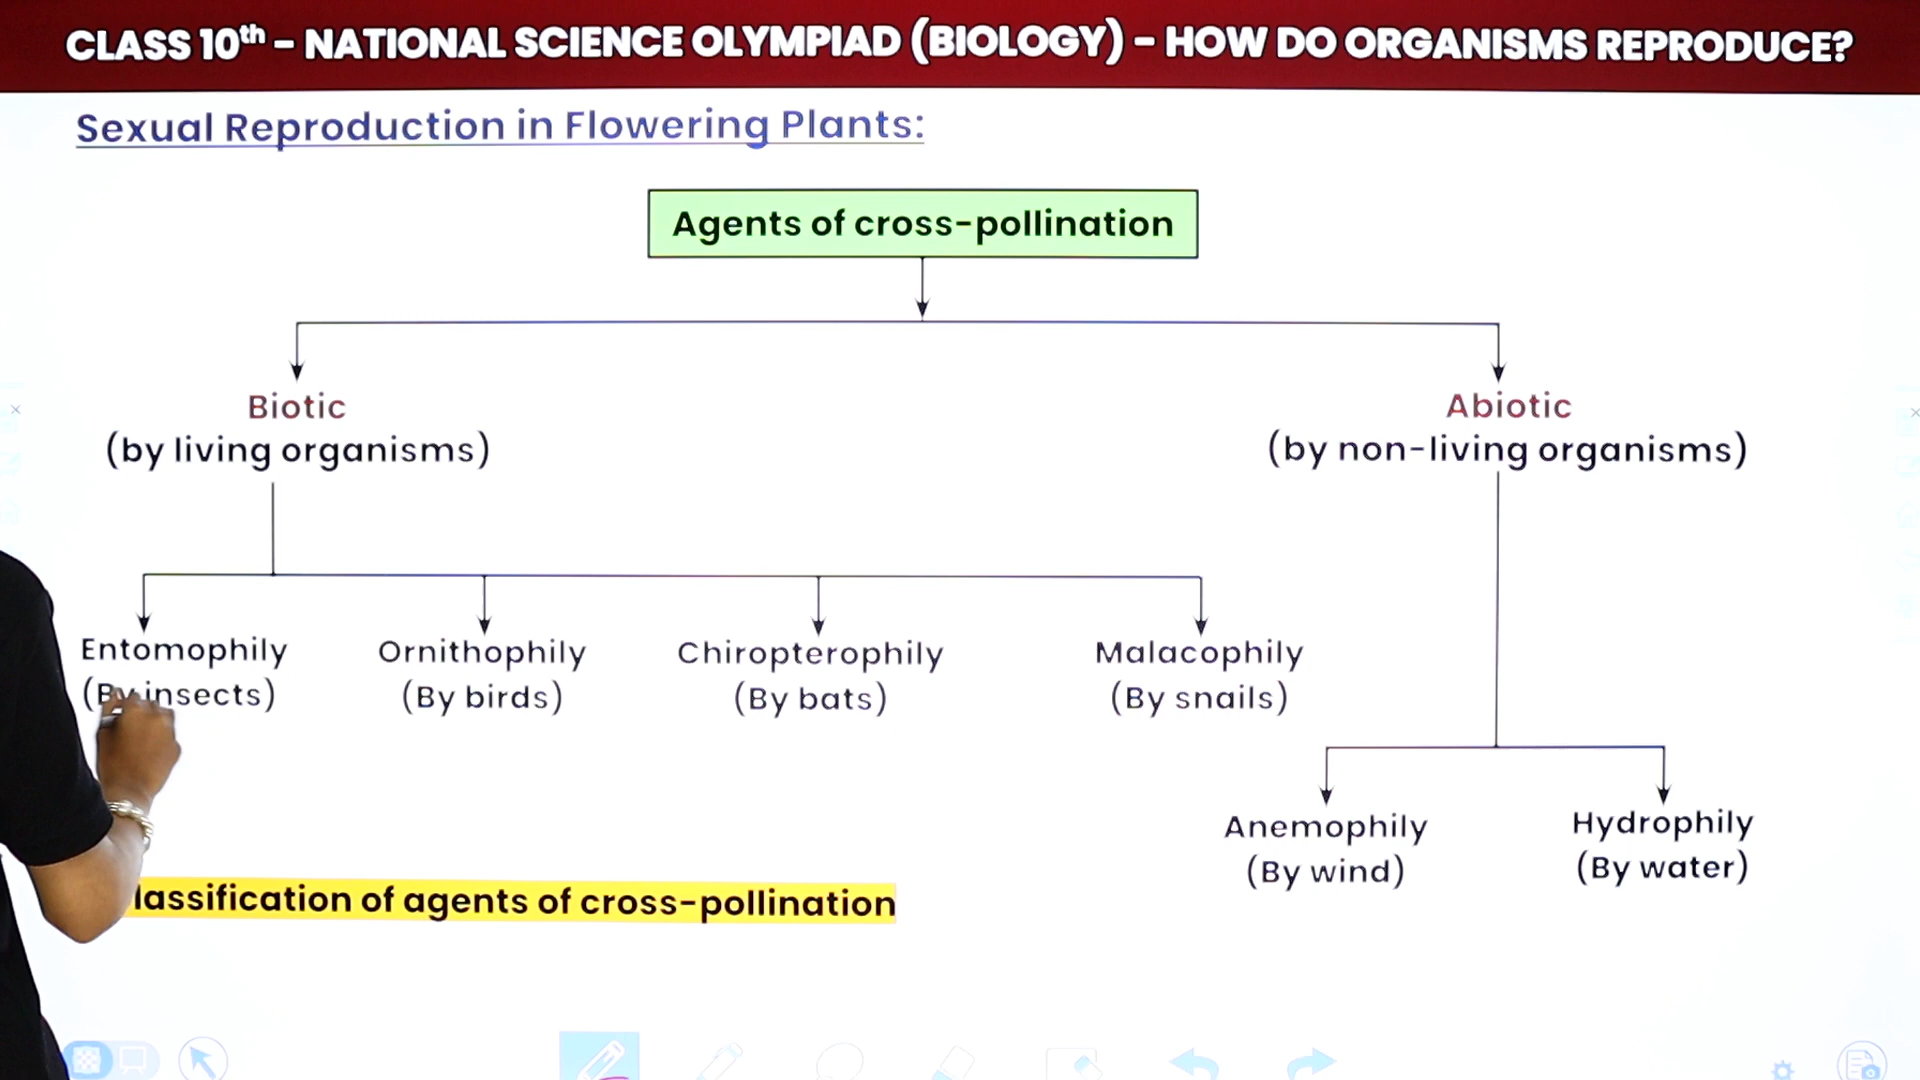 CLASS 10th - NATIONAL SCIENCE OLYMPIAD (BIOLOGY) - HOW DO ORGANISMS REPRODUCE?
Sexual Reproduction in Flowering Plants:
Agents of cross-pollination
Biotic
(by living organisms)
Abiotic
(by non-living organisms)
Entomophily
(By insects)
Ornithophily
(By birds)
Chiropterophily
(By bats)
Malacophily
(By snails)
Anemophily
(By wind)
Hydrophily
(By water)
lassification of agents of cross-pollination